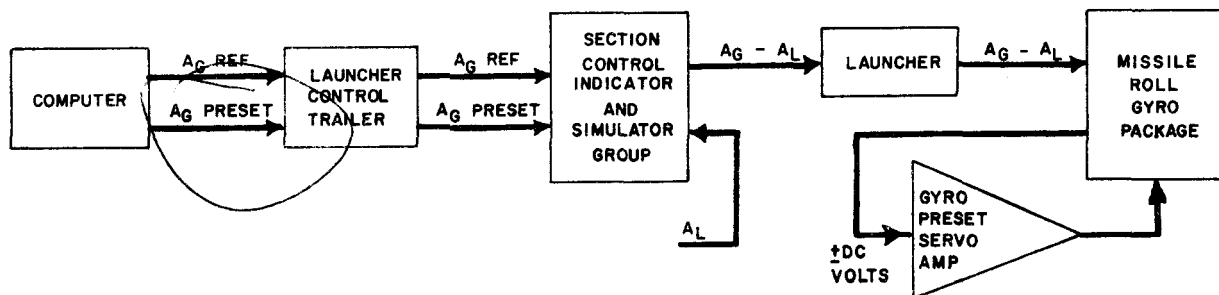 COMPUTER
A_G REF
A_G PRESET
LAUNCHER
CONTROL
TRAILER
A_G REF
A_G PRESET
SECTION
CONTROL
INDICATOR
AND
SIMULATOR
GROUP
A_L
A_G - A_L
LAUNCHER
A_G - A_L
MISSILE
ROLL
GYRO
PACKAGE
±DC
VOLTS
GYRO
PRESET
SERVO
AMP